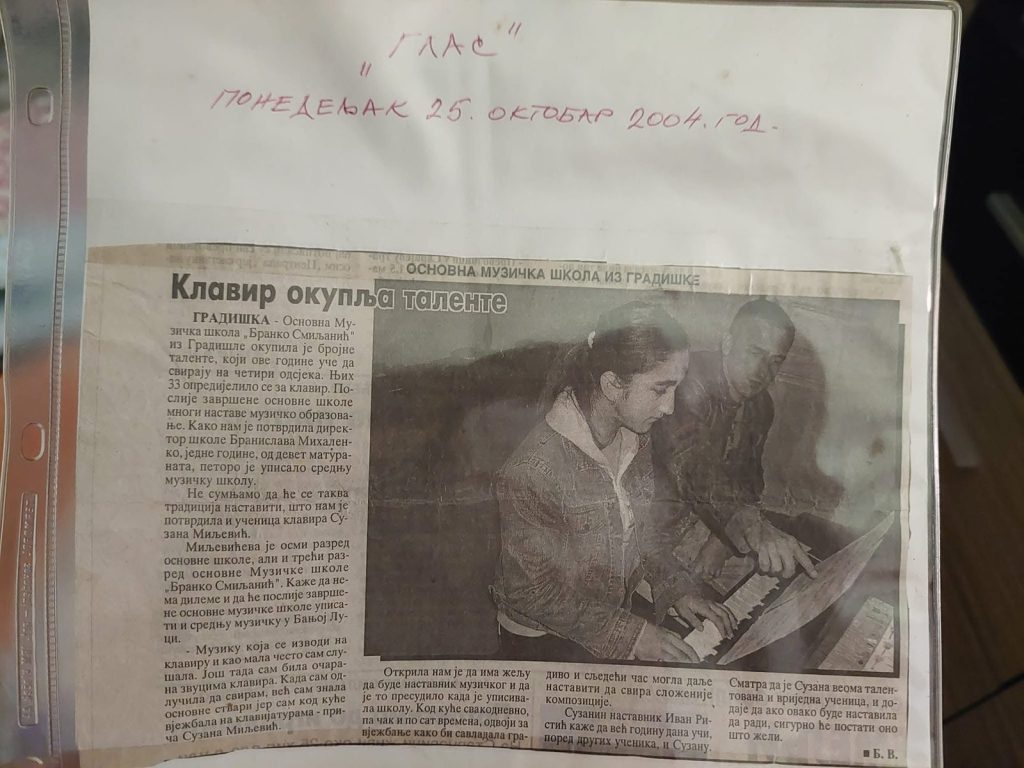 "ГЛАС"
ПОНЕДЕЉАК 25. ОКТОБАР 2004. ГОД.
ОСНОВНА МУЗИЧКА ШКОЛА ИЗ ГРАДИШКЕ
Клавир окупља таленте
ГРАДИШКА - Основна Му-
зичка школа „Бранко Смиљанић"
из Градишле окупила је бројне
таленте, који ове године уче да
свирају на четири одсјека. Њих
33 опредијелило се за клавир. По-
слије завршене основне школе
многи наставе музичко образова-
ње. Како нам је потврдила дирек-
тор школе Бранислава Михален-
ко, једне године, од девет матура-
ната, петоро је уписало средњу
музичку школу.
Не сумњамо да ће се таква
традиција наставити, што нам је
потврдила и ученица клавира Су-
зана Миљевић.
Миљевићева је осми разред
основне школе, али и трећи раз-
ред основне Музичке школе
„Бранко Смиљанић". Каже да не-
ма дилеме и да ће послије заврше-
не основне музичке школе уписа-
ти и средњу музичку у Бањој Лу-
ци.
- Музику која се изводи на
клавиру и као мала често сам слу-
шала. Још тада сам била очара-
на звуцима клавира. Када сам од-
лучила да свирам, већ сам знала
основне ствари јер сам код куће
вјежбала на клавијатурама - при-
ча Сузана Миљевић.
Открила нам је да има жељу
да буде наставник музичког и да
је то пресудило када је уписива-
ла школу. Код куће свакодневно,
па чак и по сат времена, одвоји за
вјежбање како би савладала гра-
диво и сљедећи час могла даље
наставити да свира сложеније
композиције.
Сузанин наставник Иван Ри-
стић каже да већ годину дана учи,
поред других ученика, и Сузану.
Сматра да је Сузана веома тален-
тована и вриједна ученица, и до-
даје да ако овако буде наставила
да ради, сигурно ће постати оно
што жели.
■ Б. В.